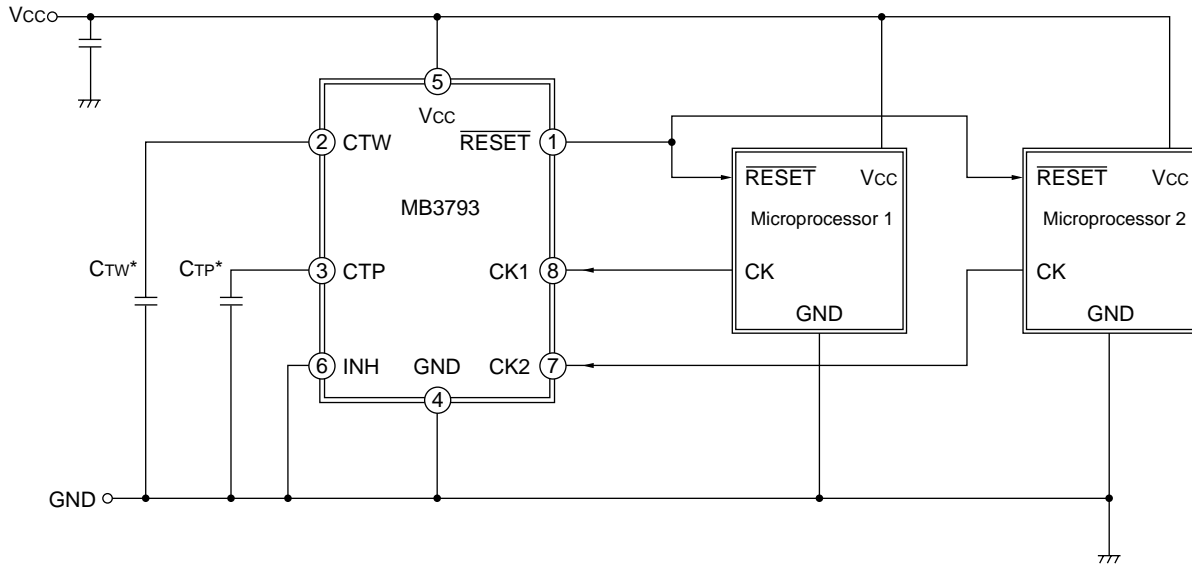 VCC
5
VCC
2 CTW
RESET 1
RESET VCC
RESET VCC
MB3793
Microprocessor 1
Microprocessor 2
CTW*
CTP*
3 CTP
CK1 8
CK
CK
GND
GND
6 INH
GND
CK2 7
4
GND